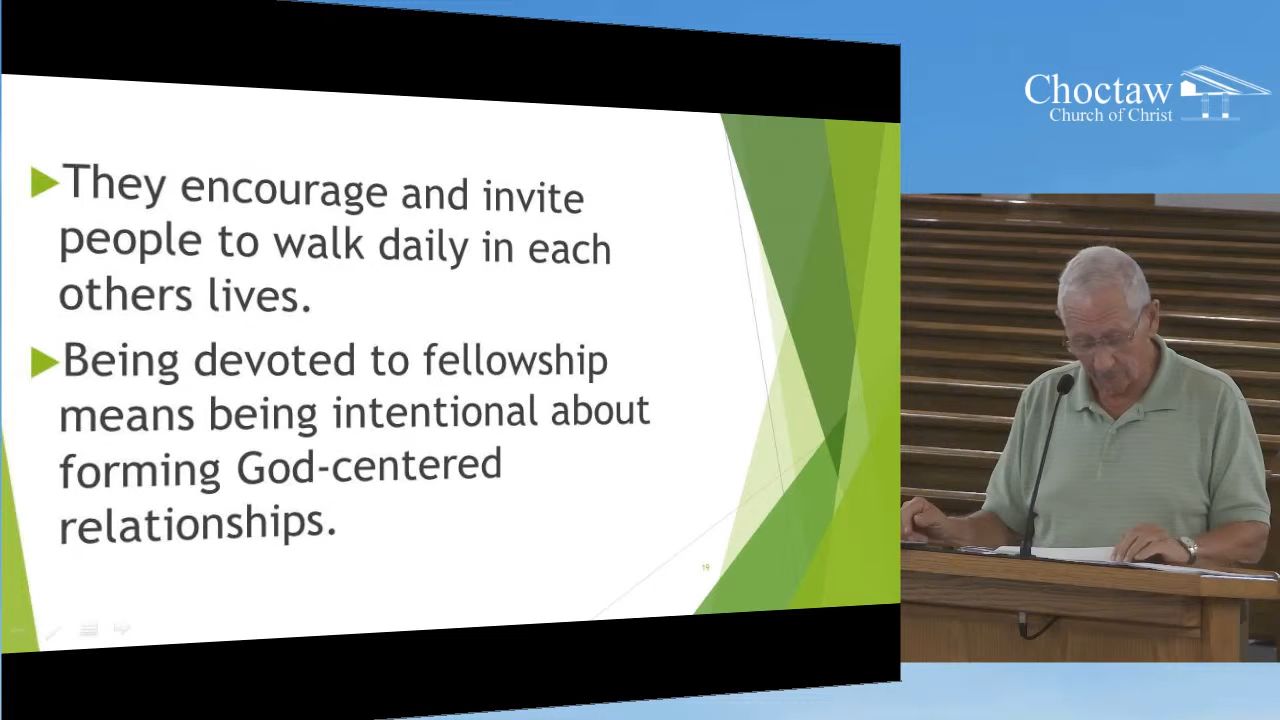 They encourage and invite
people to walk daily in each
others lives.
Being devoted to fellowship
means being intentional about
forming God-centered
relationships.
19
Choctaw
Church of Christ